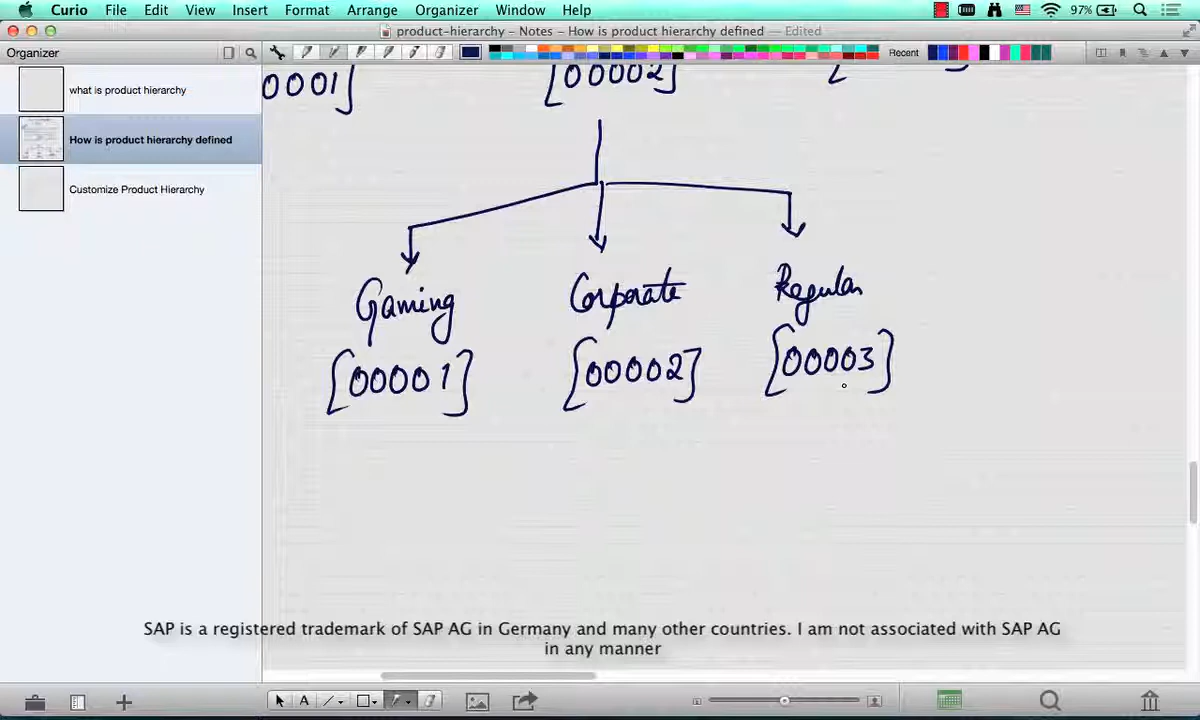 Curio File Edit View Insert Format Arrange Organizer Window Help 97%
product-hierarchy – Notes – How is product hierarchy defined — Edited
Organizer Recent
what is product hierarchy
How is product hierarchy defined
Customize Product Hierarchy
0001] [00002] [
Gaming Corporate Regular
[00001] [00002] [00003]
SAP is a registered trademark of SAP AG in Germany and many other countries. I am not associated with SAP AG
in any manner
A